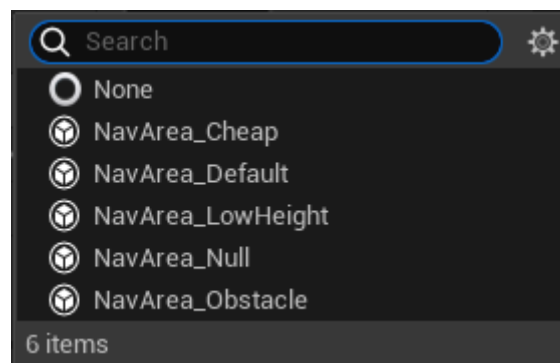 Search
None
NavArea_Cheap
NavArea_Default
NavArea_LowHeight
NavArea_Null
NavArea_Obstacle
6 items